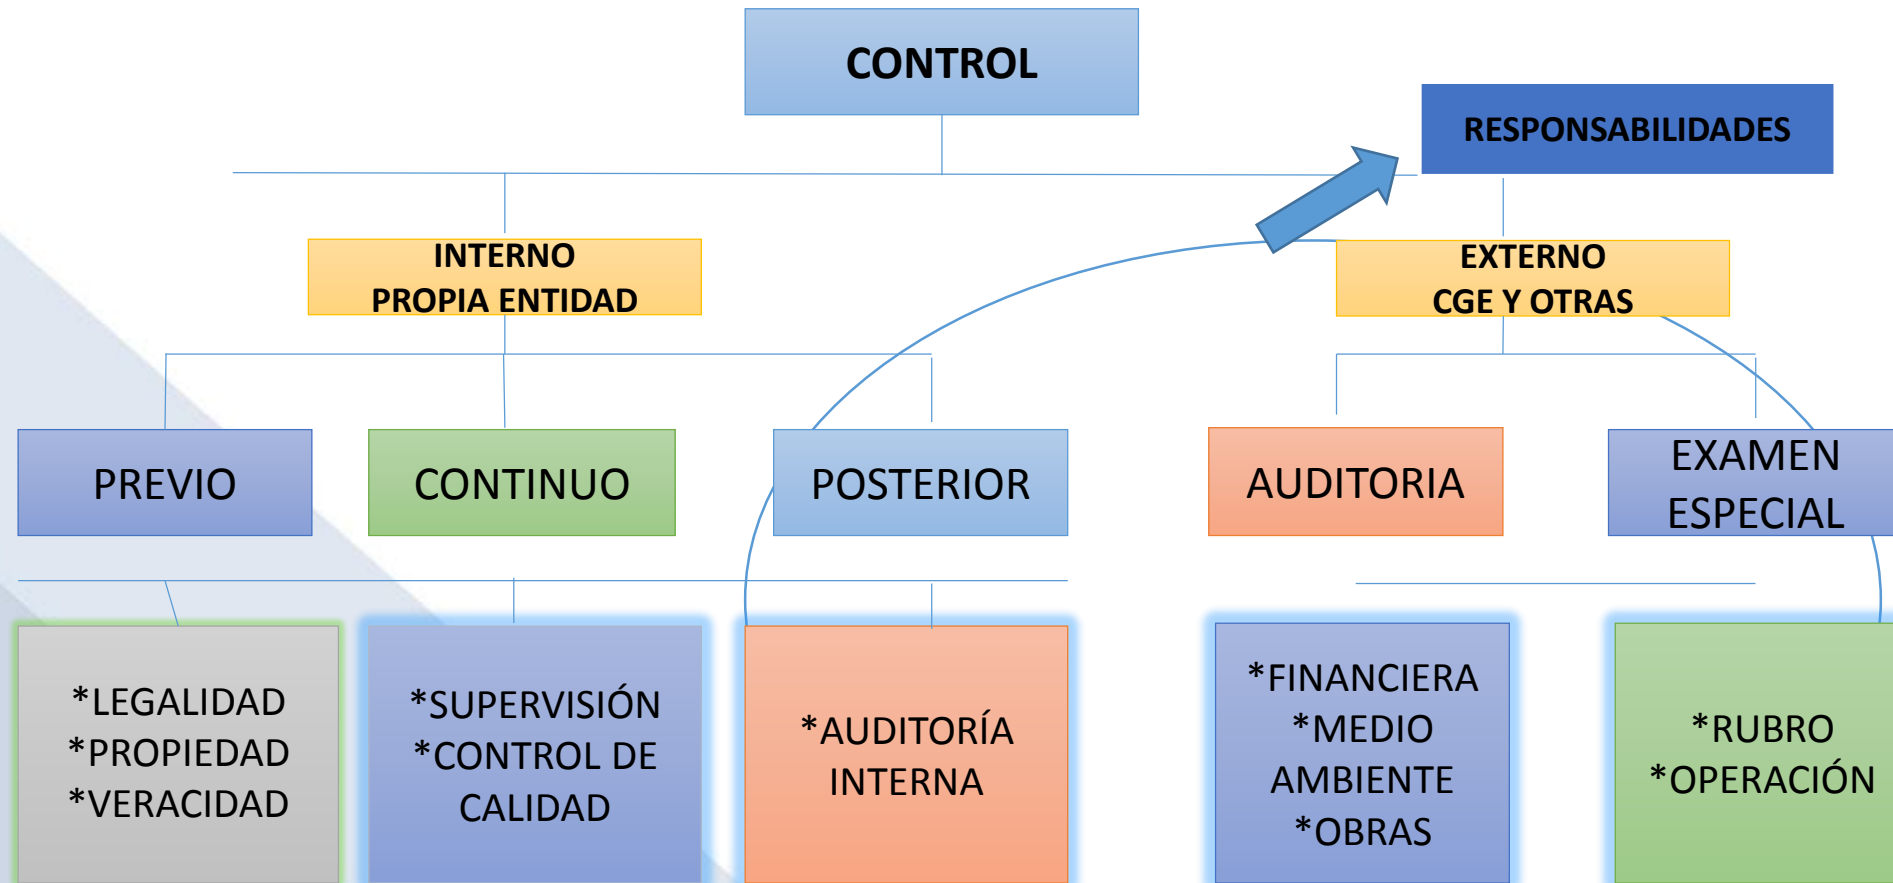 CONTROL
RESPONSABILIDADES
INTERNO
PROPIA ENTIDAD
EXTERNO
CGE Y OTRAS
PREVIO
CONTINUO
POSTERIOR
AUDITORIA
EXAMEN
ESPECIAL
*LEGALIDAD
*PROPIEDAD
*VERACIDAD
*SUPERVISIÓN
*CONTROL DE
CALIDAD
*AUDITORÍA
INTERNA
*FINANCIERA
*MEDIO
AMBIENTE
*OBRAS
*RUBRO
*OPERACIÓN